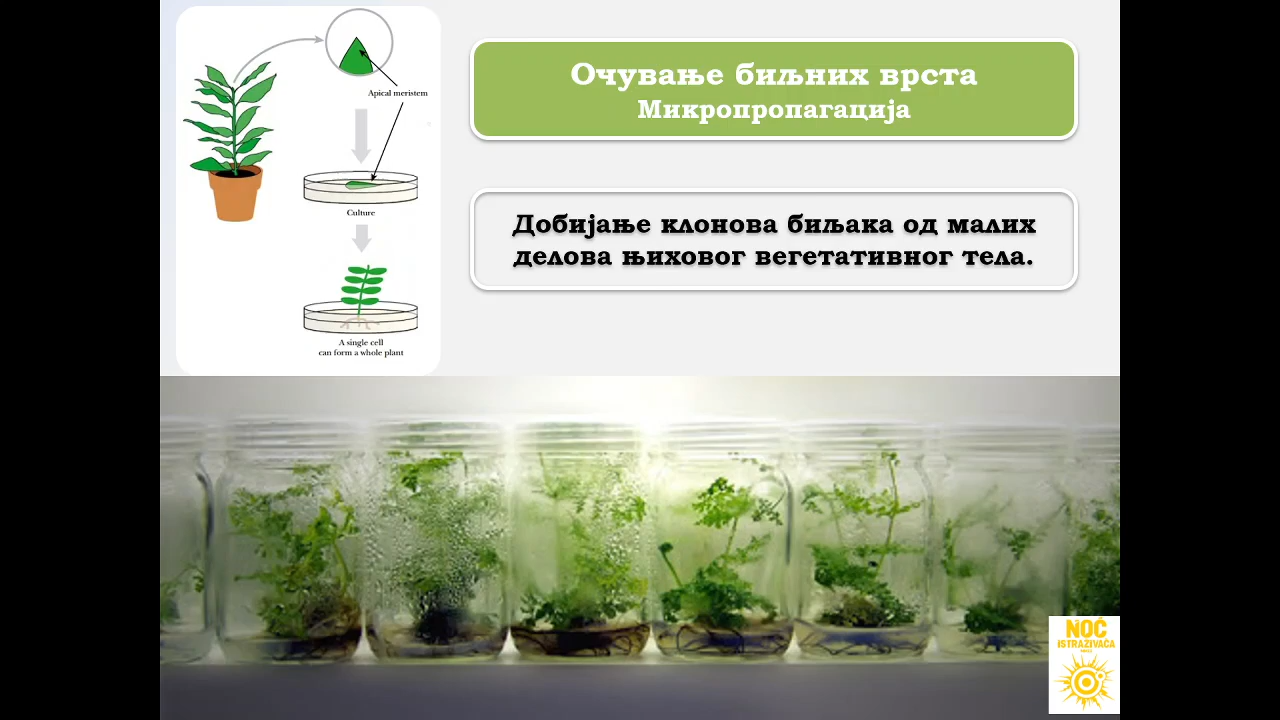 Apical meristem
Culture
A single cell
can form a whole plant
Очување биљних врста
Микропропагација
Добијање клонова биљака од малих
делова њиховог вегетативног тела.
NOĆ
iSTRAŽiVAČA